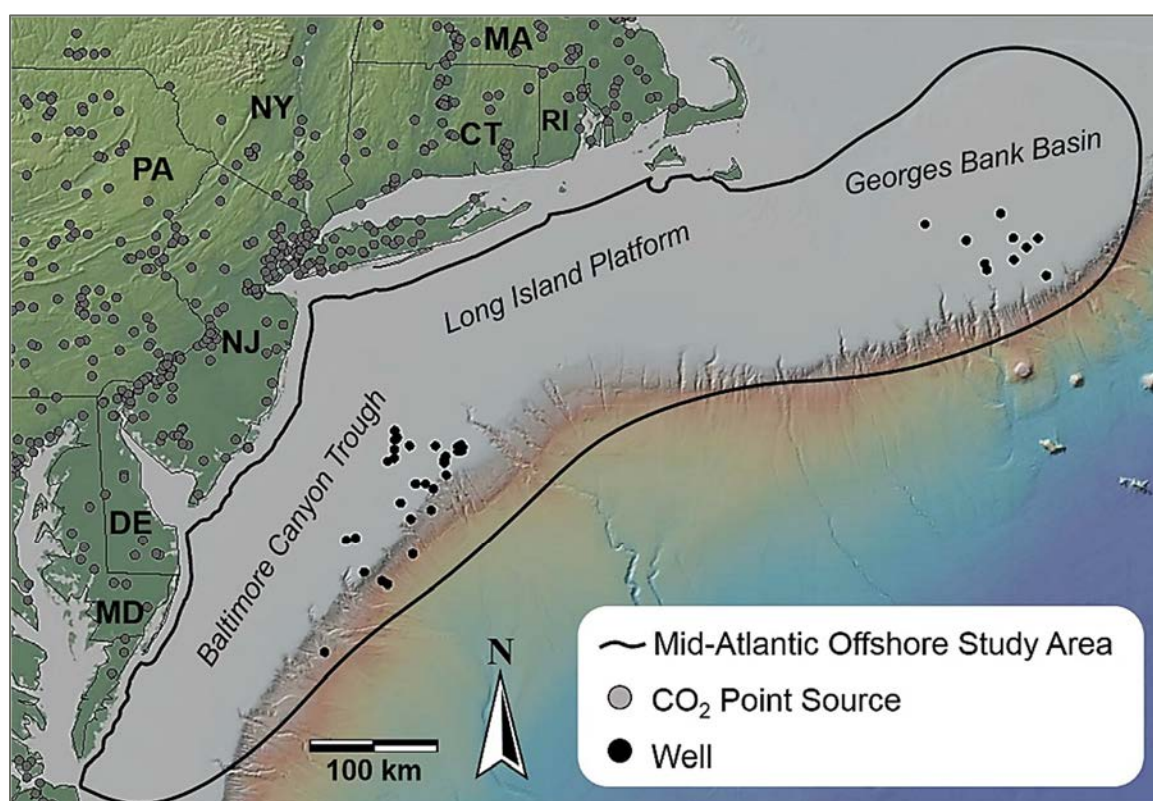 MA
NY
CT
RI
PA
Georges Bank Basin
Long Island Platform
NJ
Baltimore Canyon Trough
DE
MD
N
100 km
Mid-Atlantic Offshore Study Area
CO₂ Point Source
Well